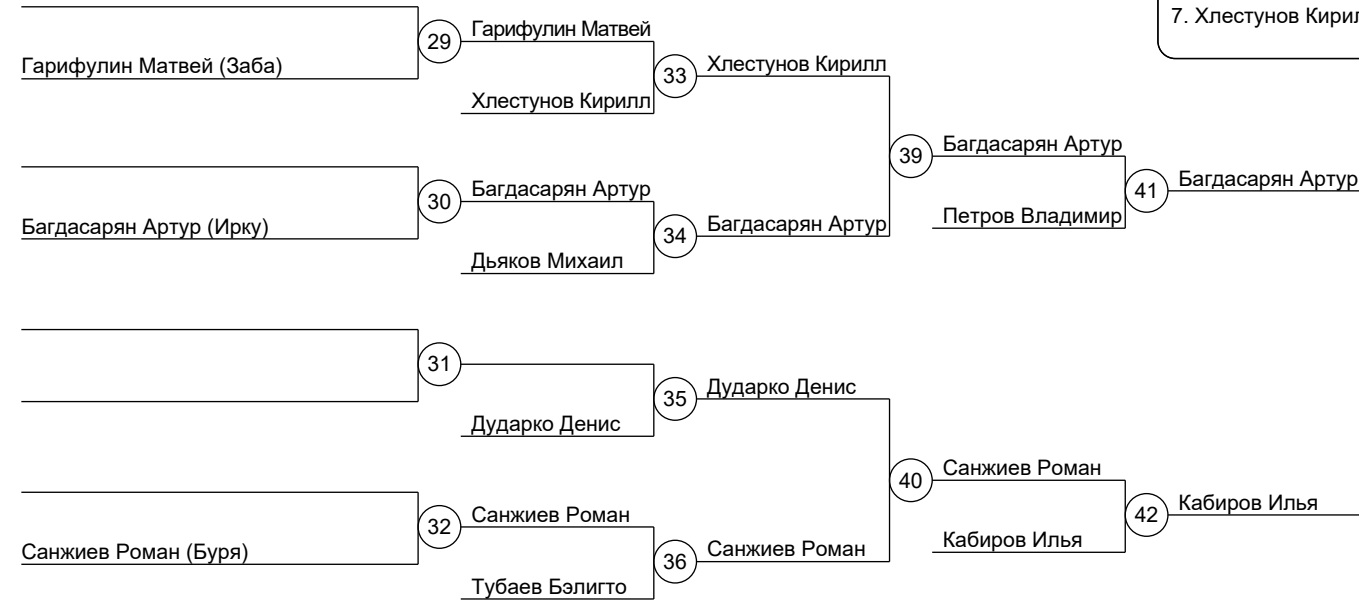 7. Хлестунов Кирил
29
Гарифулин Матвей
Гарифулин Матвей (Заба)
33
Хлестунов Кирилл
Хлестунов Кирилл
39
Багдасарян Артур
30
Багдасарян Артур
41
Багдасарян Артур
Багдасарян Артур (Ирку)
34
Багдасарян Артур
Петров Владимир
Дьяков Михаил
31
35
Дударко Денис
Дударко Денис
40
Санжиев Роман
32
Санжиев Роман
42
Кабиров Илья
Санжиев Роман (Буря)
36
Санжиев Роман
Кабиров Илья
Тубаев Бэлигто